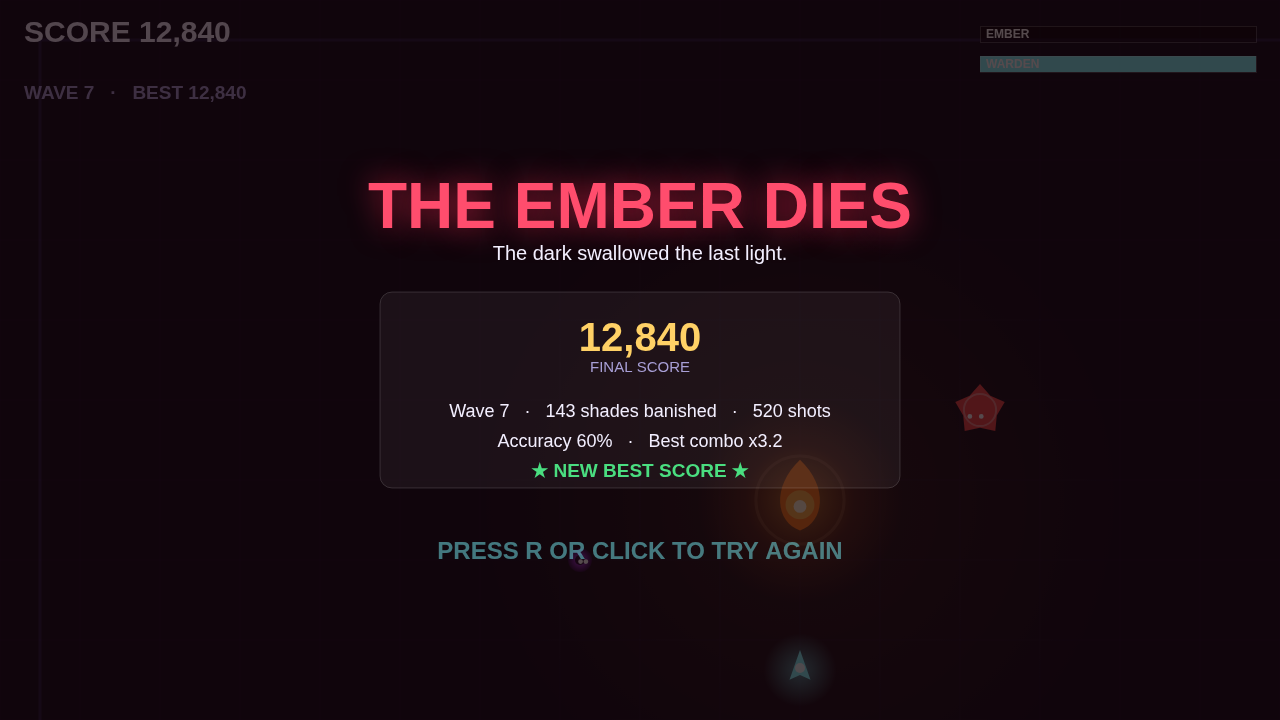 SCORE 12,840
EMBER
WARDEN
WAVE 7 · BEST 12,840
THE EMBER DIES
The dark swallowed the last light.
12,840
FINAL SCORE
Wave 7 · 143 shades banished · 520 shots
Accuracy 60% · Best combo x3.2
★ NEW BEST SCORE ★
PRESS R OR CLICK TO TRY AGAIN